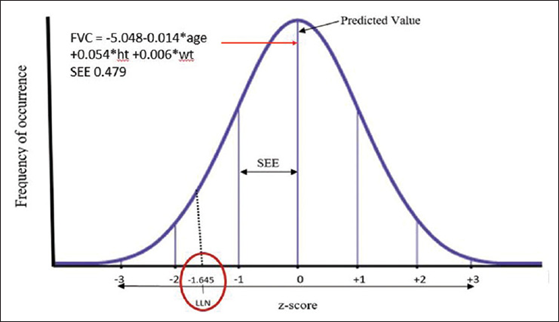 FVC = -5.048-0.014*age
+0.054*ht +0.006*wt
SEE 0.479
Predicted Value
Frequency of occurrence
SEE
-3 -2 -1.645 -1 0 +1 +2 +3
LLN
z-score